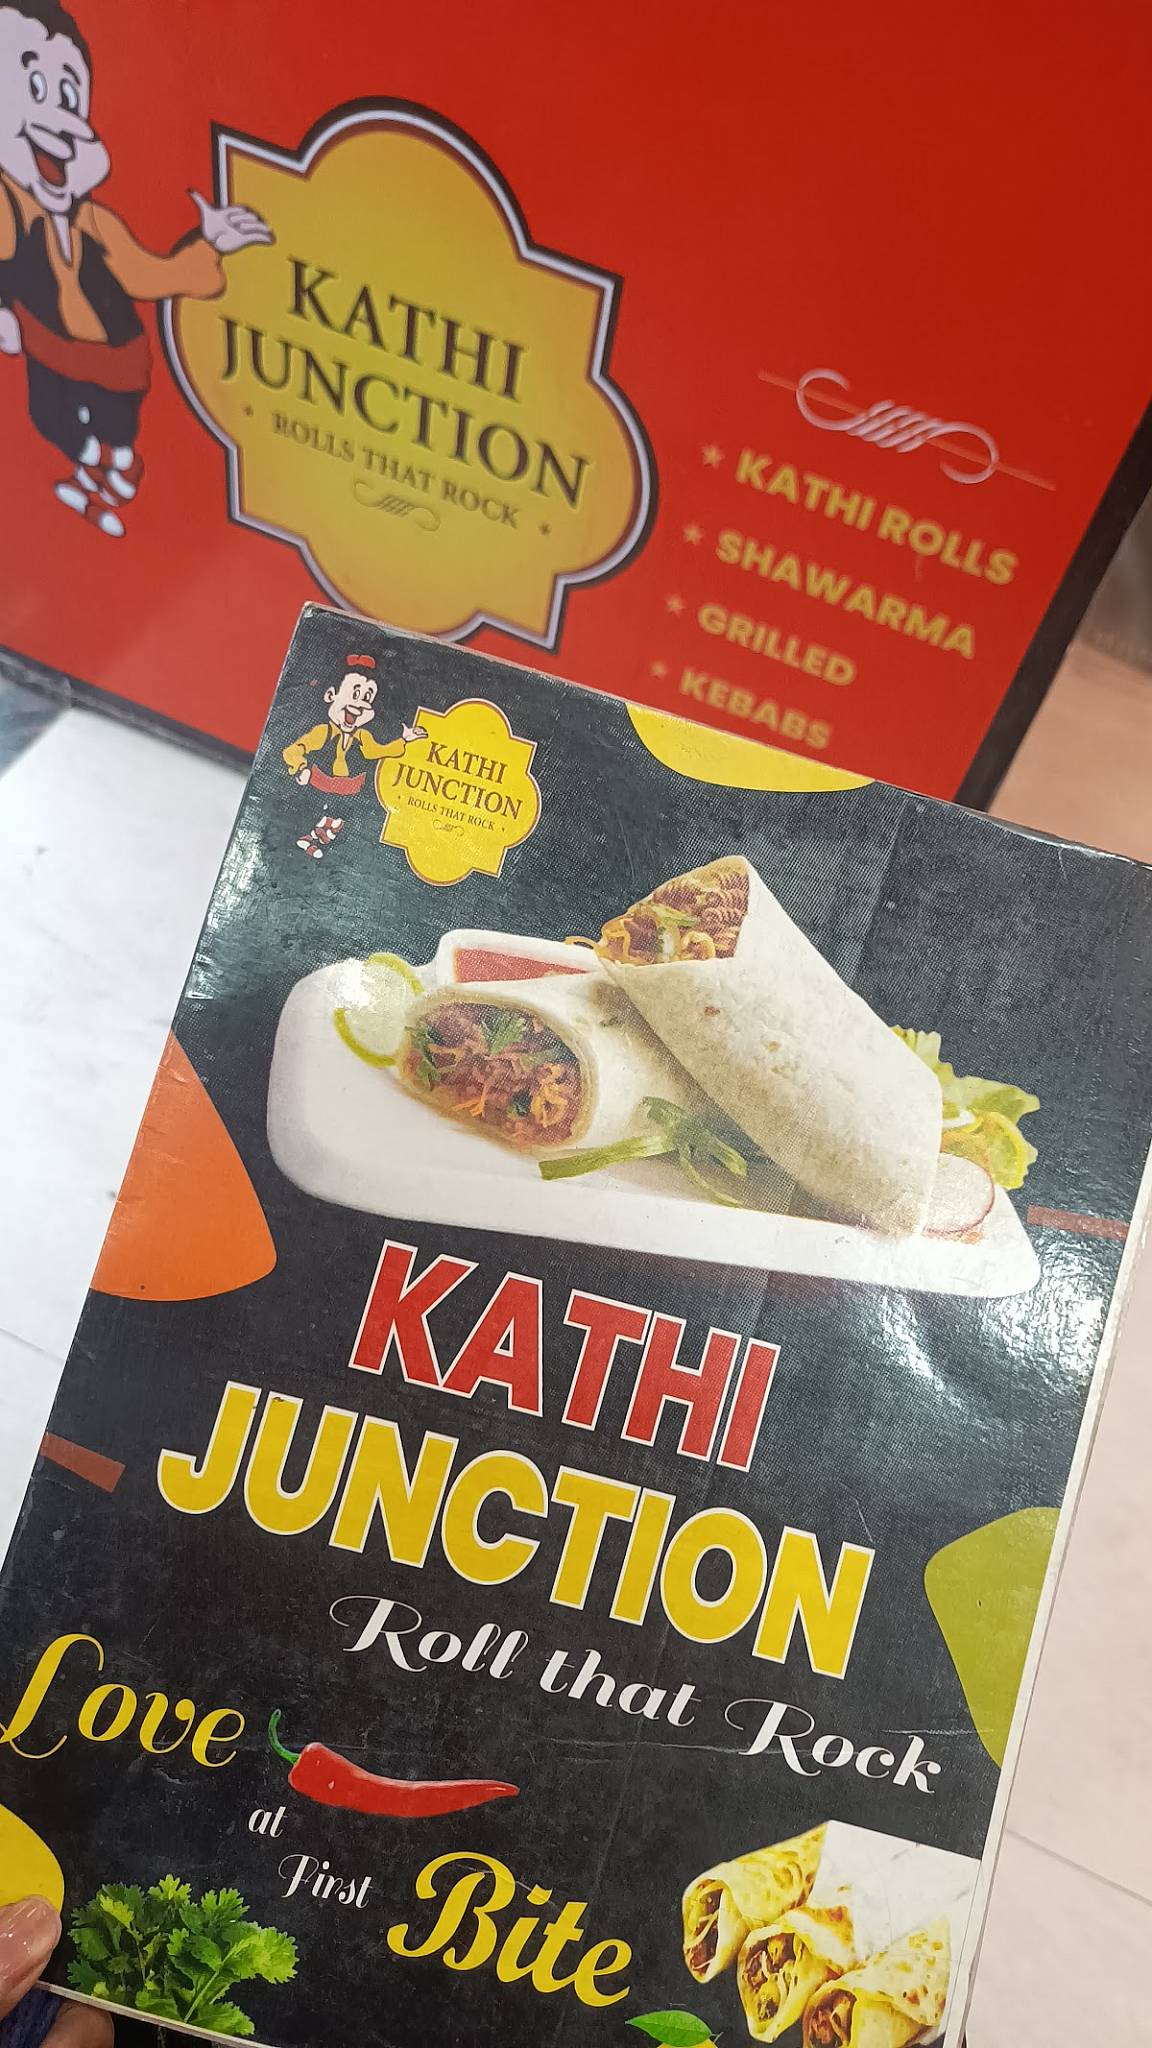 KATHI
JUNCTION
ROLLS THAT ROCK
KATHI ROLLS
SHAWARMA
GRILLED
KEBABS
KATHI
JUNCTION
ROLLS THAT ROCK
KATHI
JUNCTION
Roll that Rock
Love
at
First
Bite